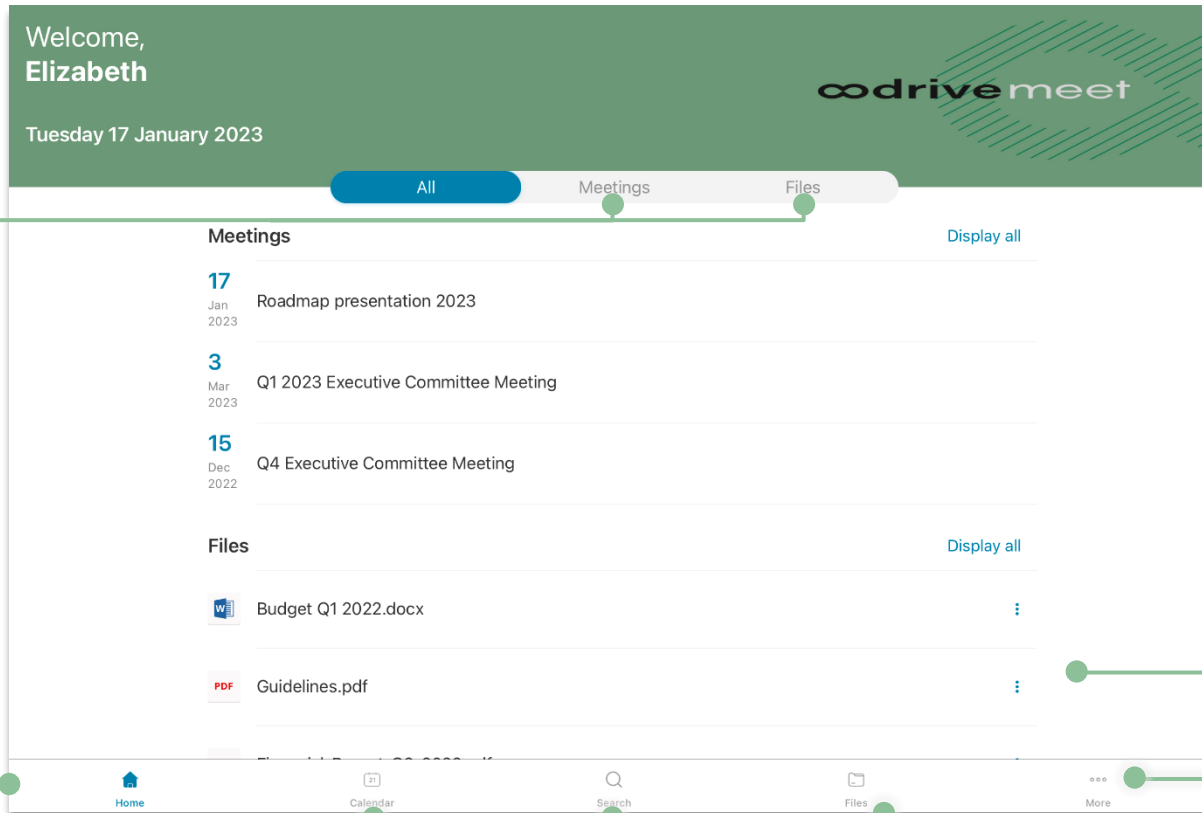 Welcome,
Elizabeth
oodrive meet
Tuesday 17 January 2023
All Meetings Files
Meetings Display all
17
Jan
2023
Roadmap presentation 2023
3
Mar
2023
Q1 2023 Executive Committee Meeting
15
Dec
2022
Q4 Executive Committee Meeting
Files Display all
W
Budget Q1 2022.docx
PDF
Guidelines.pdf
21
Home Calendar Search Files More